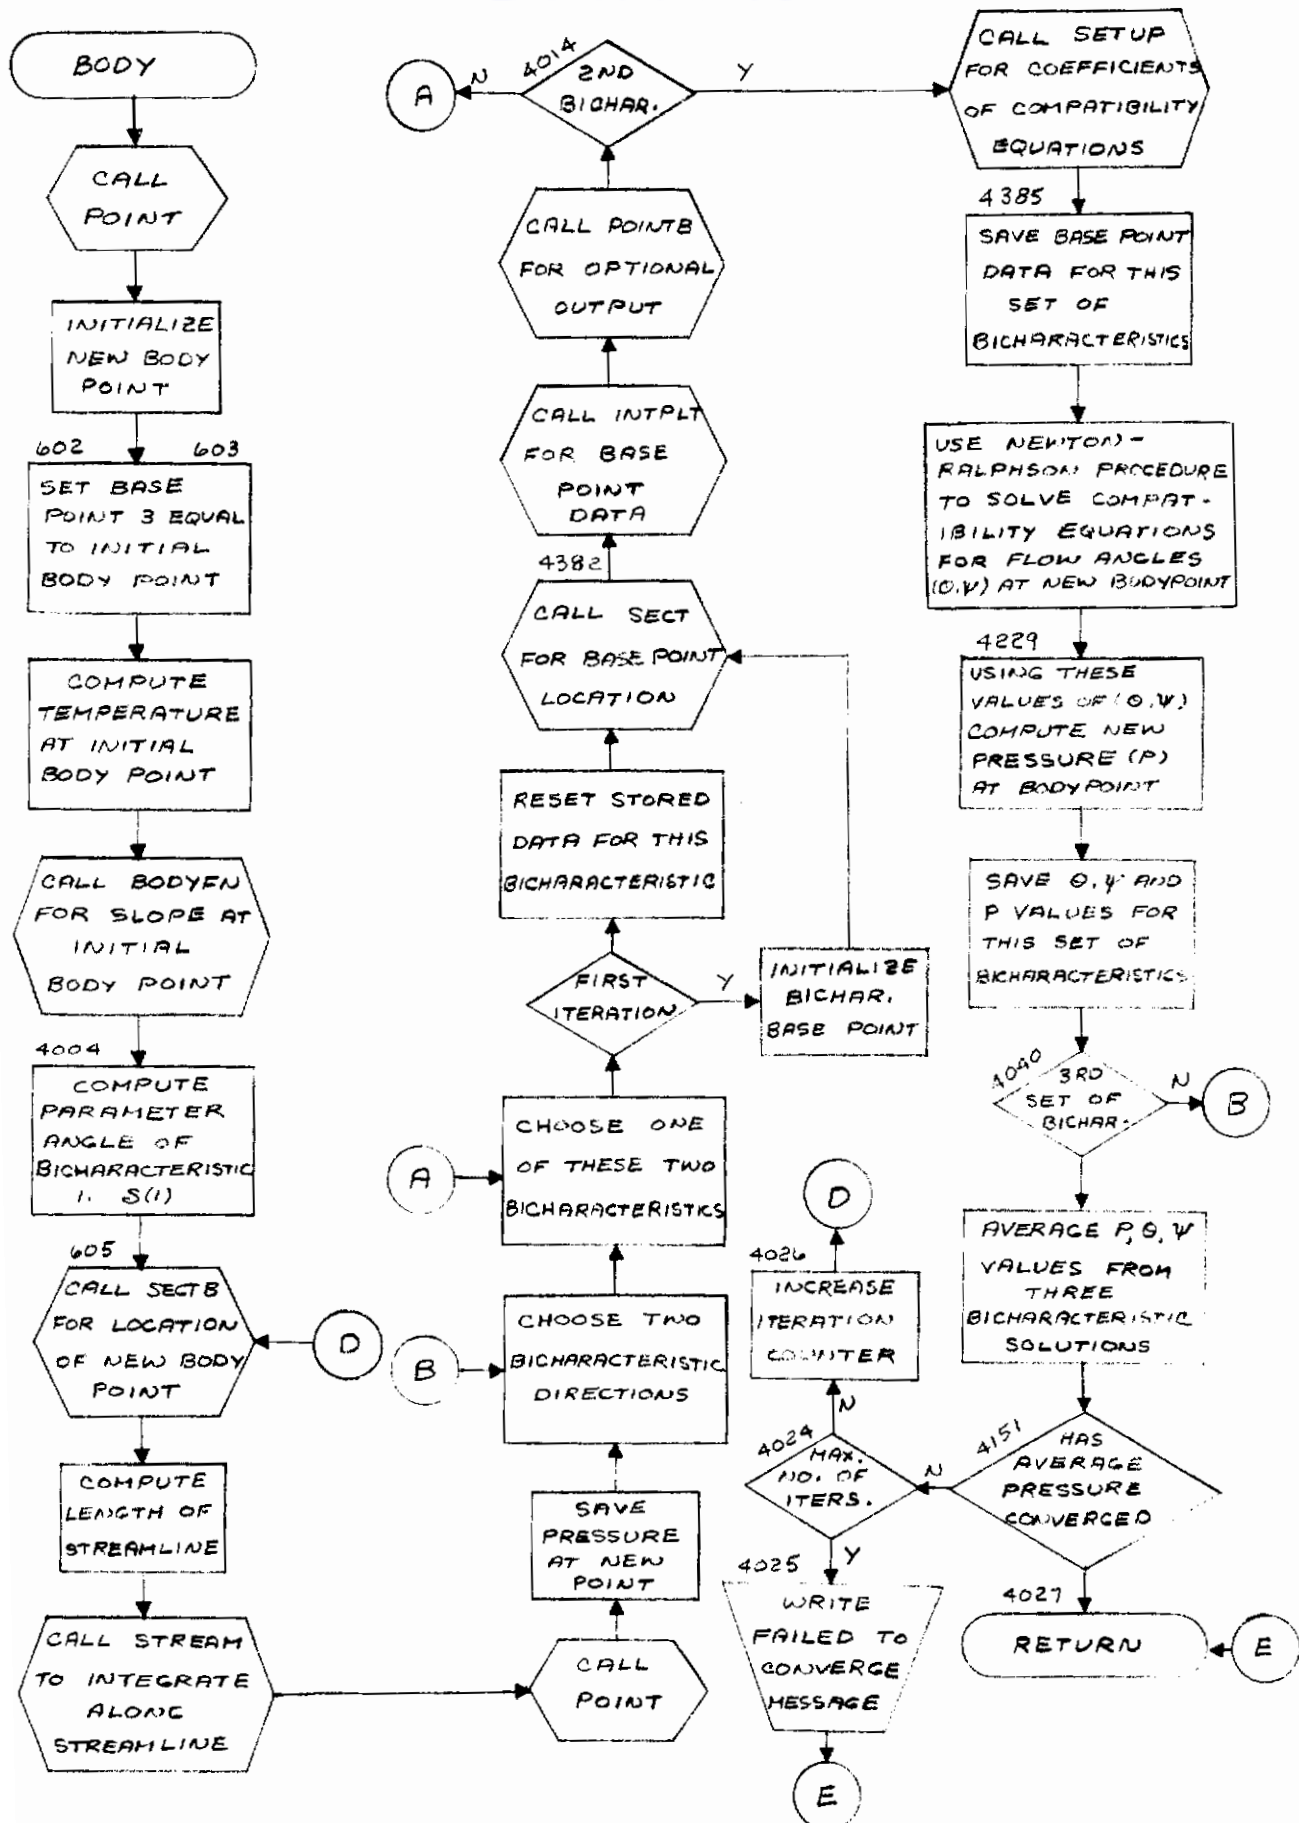 BODY
CALL
POINT
INITIALIZE
NEW BODY
POINT
602 603
SET BASE
POINT 3 EQUAL
TO INITIAL
BODY POINT
COMPUTE
TEMPERATURE
AT INITIAL
BODY POINT
CALL BODYFN
FOR SLOPE AT
INITIAL
BODY POINT
4004
COMPUTE
PARAMETER
ANGLE OF
BICHARACTERISTIC
1. S(1)
605
CALL SECTB
FOR LOCATION
OF NEW BODY
POINT
D
COMPUTE
LENGTH OF
STREAMLINE
CALL STREAM
TO INTEGRATE
ALONG
STREAMLINE
CALL
POINT
SAVE
PRESSURE
AT NEW
POINT
B
CHOOSE TWO
BICHARACTERISTIC
DIRECTIONS
A
CHOOSE ONE
OF THESE TWO
BICHARACTERISTICS
FIRST
ITERATION
Y
INITIALIZE
BICHAR.
BASE POINT
RESET STORED
DATA FOR THIS
BICHARACTERISTIC
4382
CALL SECT
FOR BASE POINT
LOCATION
CALL INTPLT
FOR BASE
POINT
DATA
CALL POINTB
FOR OPTIONAL
OUTPUT
4014
2ND
BICHAR.
N
A
Y
CALL SETUP
FOR COEFFICIENTS
OF COMPATIBILITY
EQUATIONS
4385
SAVE BASE POINT
DATA FOR THIS
SET OF
BICHARACTERISTICS
USE NEWTON-
RALPHSON PROCEDURE
TO SOLVE COMPAT-
IBILITY EQUATIONS
FOR FLOW ANGLES
(Θ,Ψ) AT NEW BODYPOINT
4229
USING THESE
VALUES OF (Θ,Ψ)
COMPUTE NEW
PRESSURE (P)
AT BODYPOINT
SAVE Θ,Ψ AND
P VALUES FOR
THIS SET OF
BICHARACTERISTICS
4040
3RD
SET OF
BICHAR.
N
B
AVERAGE P, Θ, Ψ
VALUES FROM
THREE
BICHARACTERISTIC
SOLUTIONS
4151
HAS
AVERAGE
PRESSURE
CONVERGED
N
4024
MAX.
NO. OF
ITERS.
N
4026
INCREASE
ITERATION
COUNTER
D
Y
4025
WRITE
FAILED TO
CONVERGE
MESSAGE
E
4027
RETURN
E